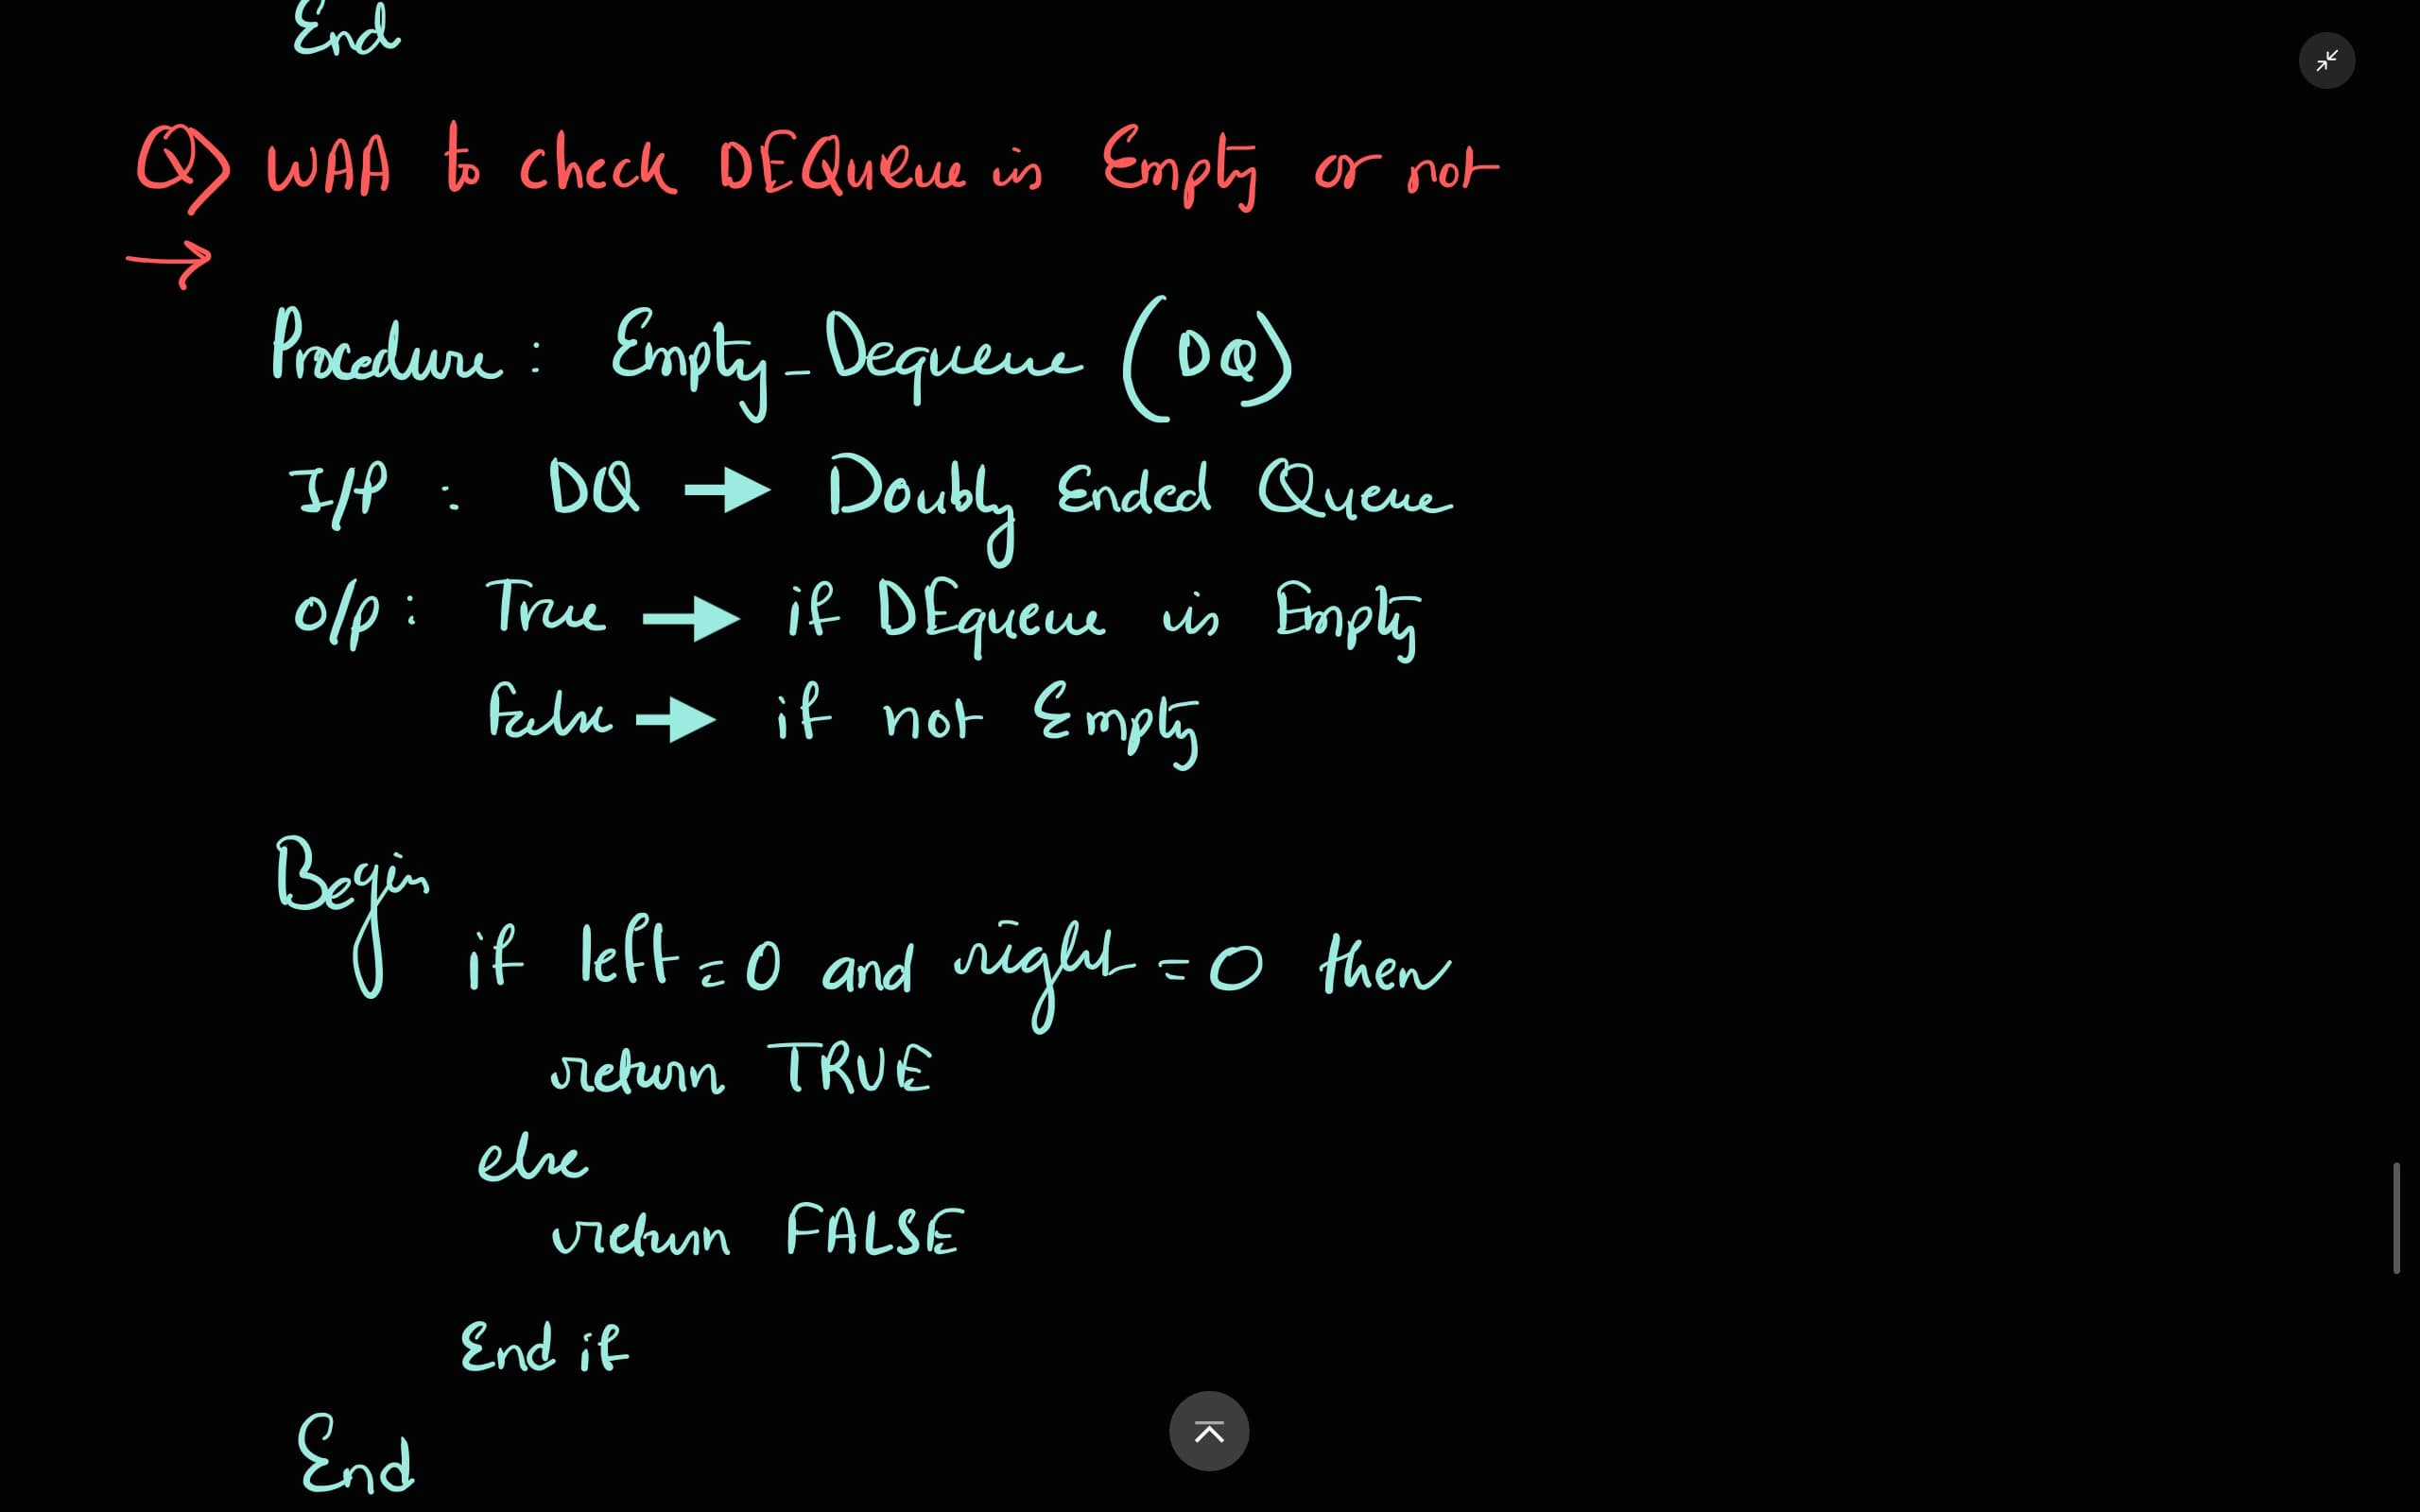 End
Q) WAA to check DEQueue is Empty or not
→
Procedure : Empty_Dequeue (DQ)
I/P : DQ → Doubly Ended Queue
O/p : True → if DEqueue is Empty
False → if not Empty
Begin
if left = 0 and right = 0 then
return TRUE
else
return FALSE
End if
End